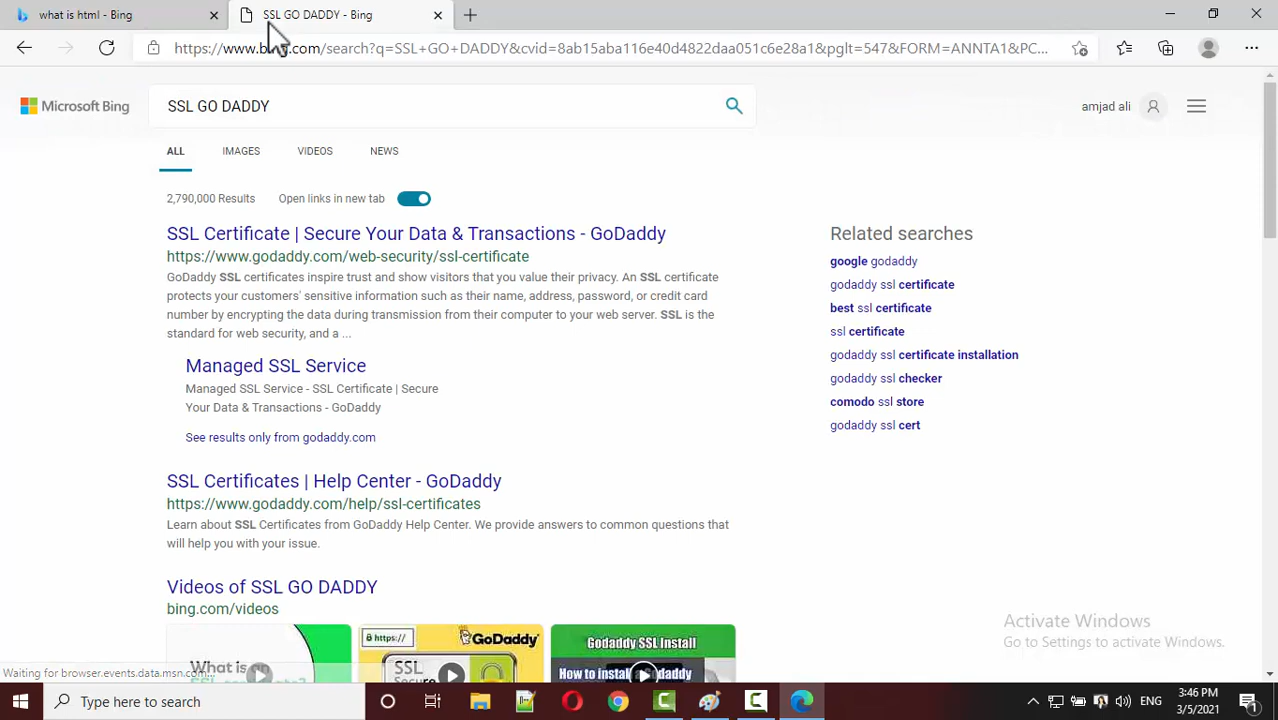 what is html - Bing
SSL GO DADDY - Bing
https://www.bing.com/search?q=SSL+GO+DADDY&cvid=8ab15aba116e40d4822daa051c6e28a1&pglt=547&FORM=ANNTA1&PC...
Microsoft Bing
SSL GO DADDY
amjad ali
ALL IMAGES VIDEOS NEWS
2,790,000 Results Open links in new tab
SSL Certificate | Secure Your Data & Transactions - GoDaddy
https://www.godaddy.com/web-security/ssl-certificate
GoDaddy SSL certificates inspire trust and show visitors that you value their privacy. An SSL certificate
protects your customers' sensitive information such as their name, address, password, or credit card
number by encrypting the data during transmission from their computer to your web server. SSL is the
standard for web security, and a ...
Managed SSL Service
Managed SSL Service - SSL Certificate | Secure
Your Data & Transactions - GoDaddy
See results only from godaddy.com
SSL Certificates | Help Center - GoDaddy
https://www.godaddy.com/help/ssl-certificates
Learn about SSL Certificates from GoDaddy Help Center. We provide answers to common questions that
will help you with your issue.
Videos of SSL GO DADDY
bing.com/videos
What is an
https://
GoDaddy
SSL
Godaddy SSL Install
How to install a Godaddy
Related searches
google godaddy
godaddy ssl certificate
best ssl certificate
ssl certificate
godaddy ssl certificate installation
godaddy ssl checker
comodo ssl store
godaddy ssl cert
Activate Windows
Go to Settings to activate Windows.
Waiting for browser.events.data.msn.com...
Type here to search
ENG
3:46 PM
3/5/2021
1